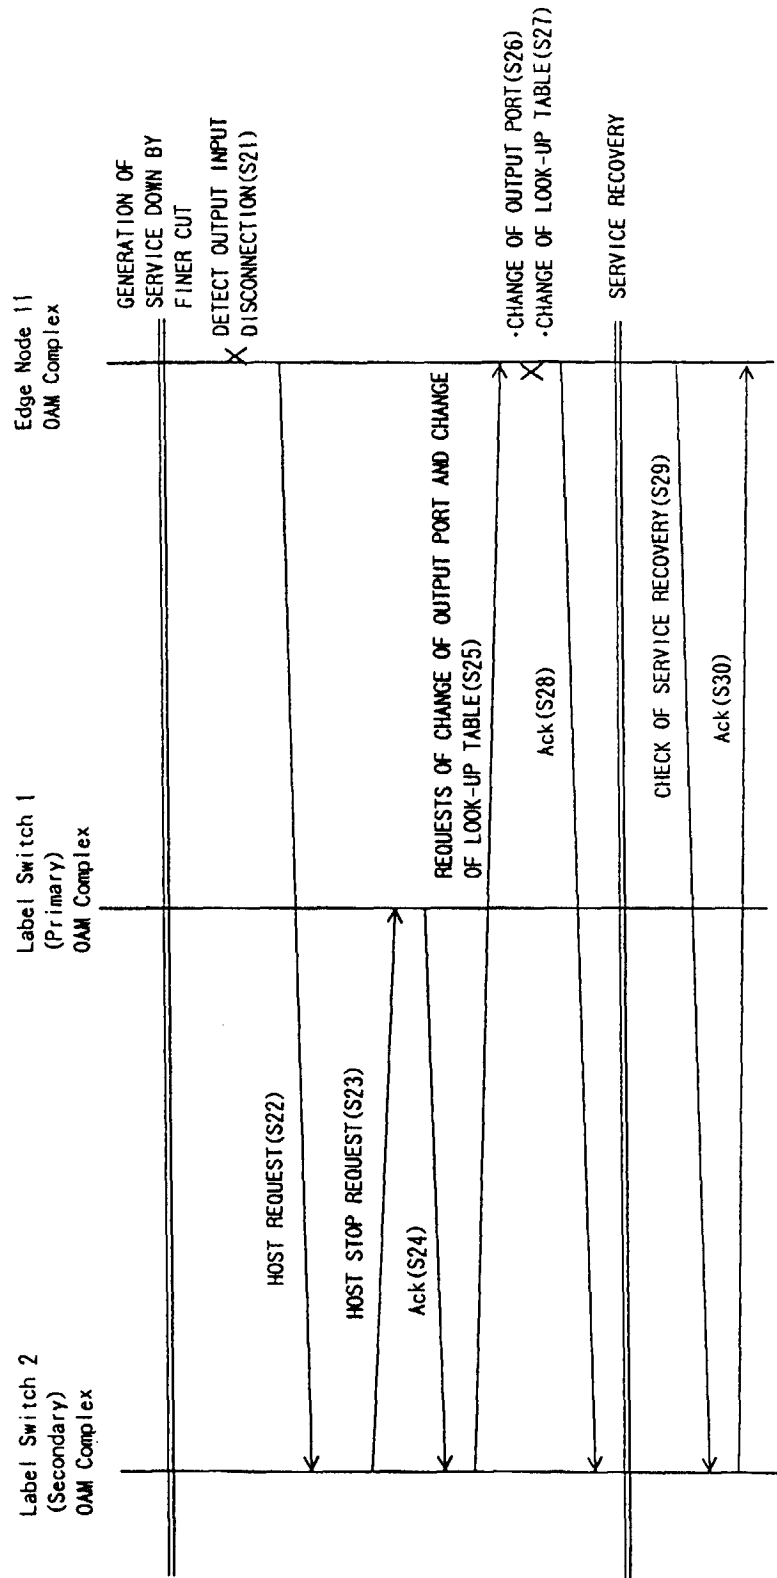 Label Switch 2
(Secondary)
OAM Complex
Label Switch 1
(Primary)
OAM Complex
Edge Node 11
OAM Complex
GENERATION OF
SERVICE DOWN BY
FINER CUT
DETECT OUTPUT INPUT
DISCONNECTION(S21)
HOST REQUEST(S22)
HOST STOP REQUEST(S23)
Ack(S24)
REQUESTS OF CHANGE OF OUTPUT PORT AND CHANGE
OF LOOK-UP TABLE(S25)
·CHANGE OF OUTPUT PORT(S26)
·CHANGE OF LOOK-UP TABLE(S27)
Ack(S28)
SERVICE RECOVERY
CHECK OF SERVICE RECOVERY(S29)
Ack(S30)